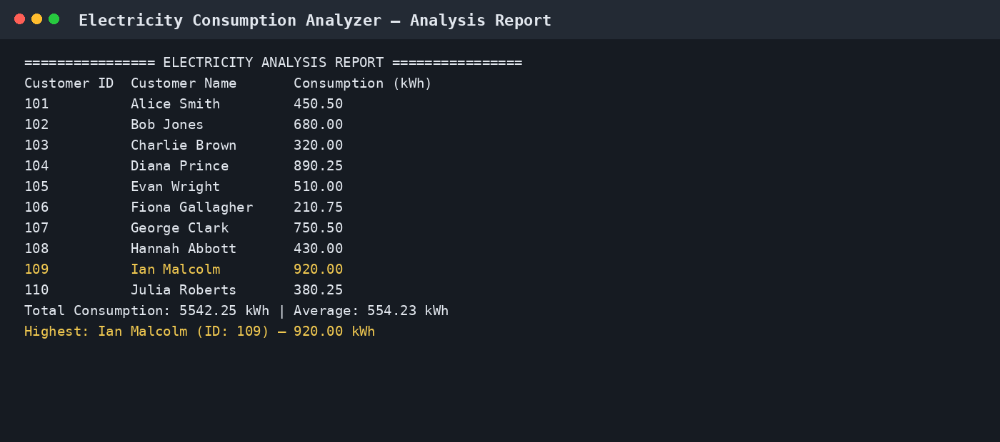 Electricity Consumption Analyzer — Analysis Report
================ ELECTRICITY ANALYSIS REPORT ================
Customer ID  Customer Name       Consumption (kWh)
101          Alice Smith         450.50
102          Bob Jones           680.00
103          Charlie Brown       320.00
104          Diana Prince        890.25
105          Evan Wright         510.00
106          Fiona Gallagher     210.75
107          George Clark        750.50
108          Hannah Abbott       430.00
109          Ian Malcolm         920.00
110          Julia Roberts       380.25
Total Consumption: 5542.25 kWh | Average: 554.23 kWh
Highest: Ian Malcolm (ID: 109) — 920.00 kWh